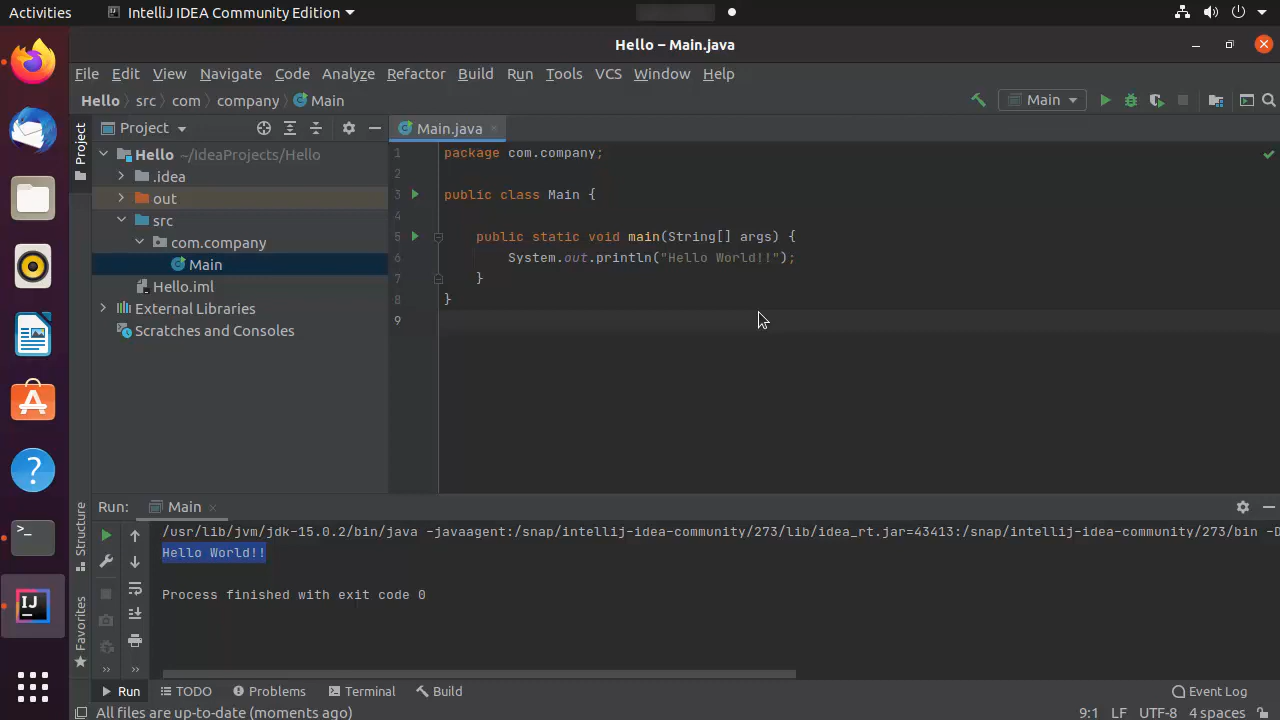 Activities
IntelliJ IDEA Community Edition
Hello – Main.java
File Edit View Navigate Code Analyze Refactor Build Run Tools VCS Window Help
Hello src com company Main
Main
Project
Project
Main.java
Hello ~/IdeaProjects/Hello
.idea
out
src
com.company
Main
Hello.iml
External Libraries
Scratches and Consoles
1 package com.company;
2
3 public class Main {
4
5 public static void main(String[] args) {
6 System.out.println("Hello World!!");
7 }
8 }
9
Structure
Favorites
Run: Main
/usr/lib/jvm/jdk-15.0.2/bin/java -javaagent:/snap/intellij-idea-community/273/lib/idea_rt.jar=43413:/snap/intellij-idea-community/273/bin -D
Hello World!!
Process finished with exit code 0
Run TODO Problems Terminal Build Event Log
All files are up-to-date (moments ago) 9:1 LF UTF-8 4 spaces
IJ